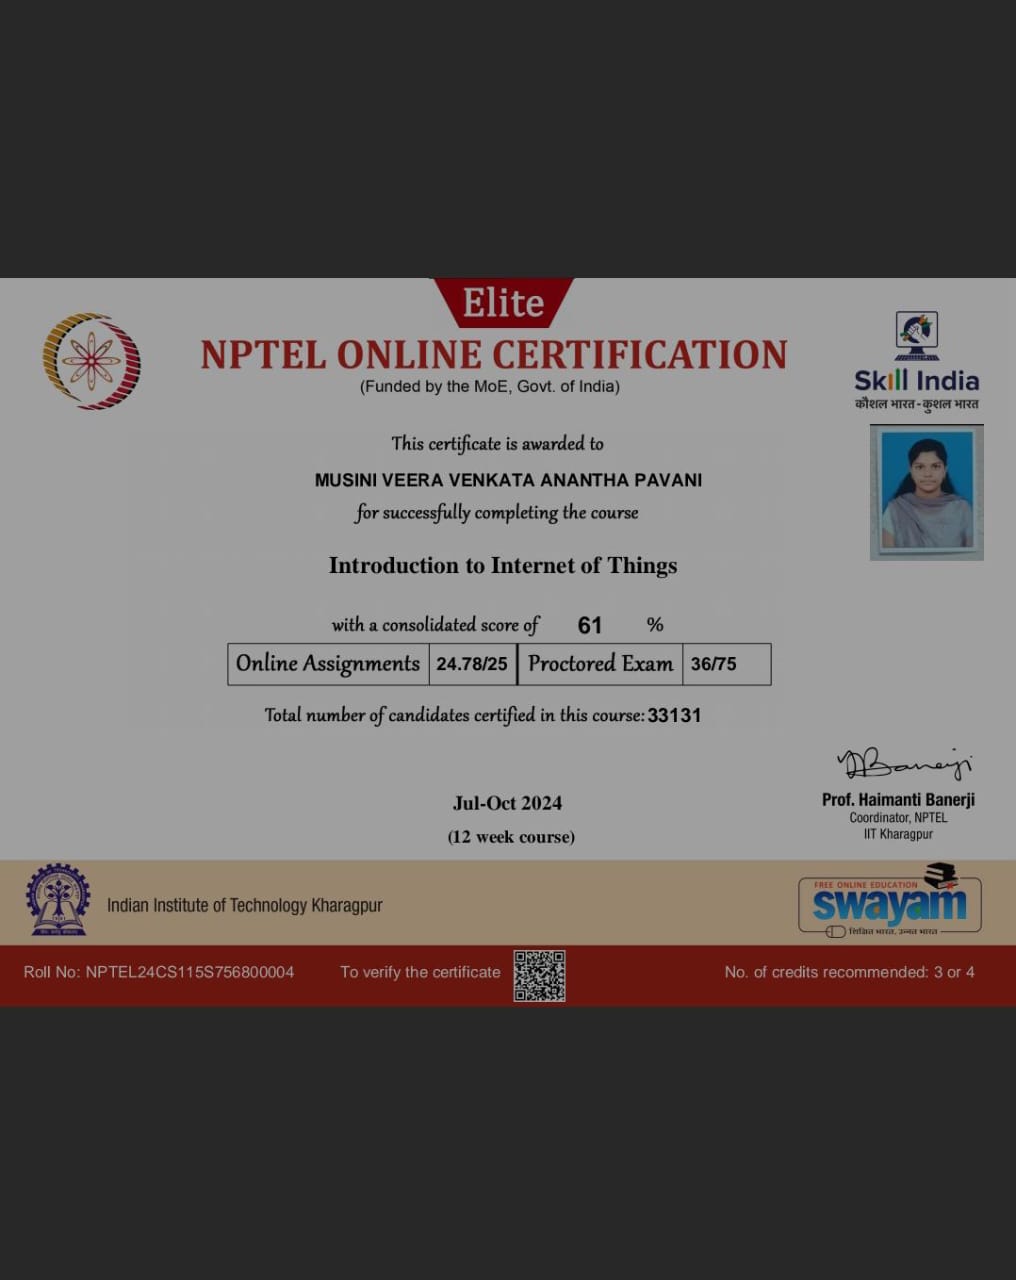 Elite
NPTEL ONLINE CERTIFICATION
(Funded by the MoE, Govt. of India)
Skill India
कौशल भारत - कुशल भारत
This certificate is awarded to
MUSINI VEERA VENKATA ANANTHA PAVANI
for successfully completing the course
Introduction to Internet of Things
with a consolidated score of 61 %
Online Assignments 24.78/25 Proctored Exam 36/75
Total number of candidates certified in this course: 33131
Jul-Oct 2024
(12 week course)
Prof. Haimanti Banerji
Coordinator, NPTEL
IIT Kharagpur
Indian Institute of Technology Kharagpur
FREE ONLINE EDUCATION
swayam
शिक्षित भारत, उन्नत भारत
Roll No: NPTEL24CS115S756800004 To verify the certificate No. of credits recommended: 3 or 4